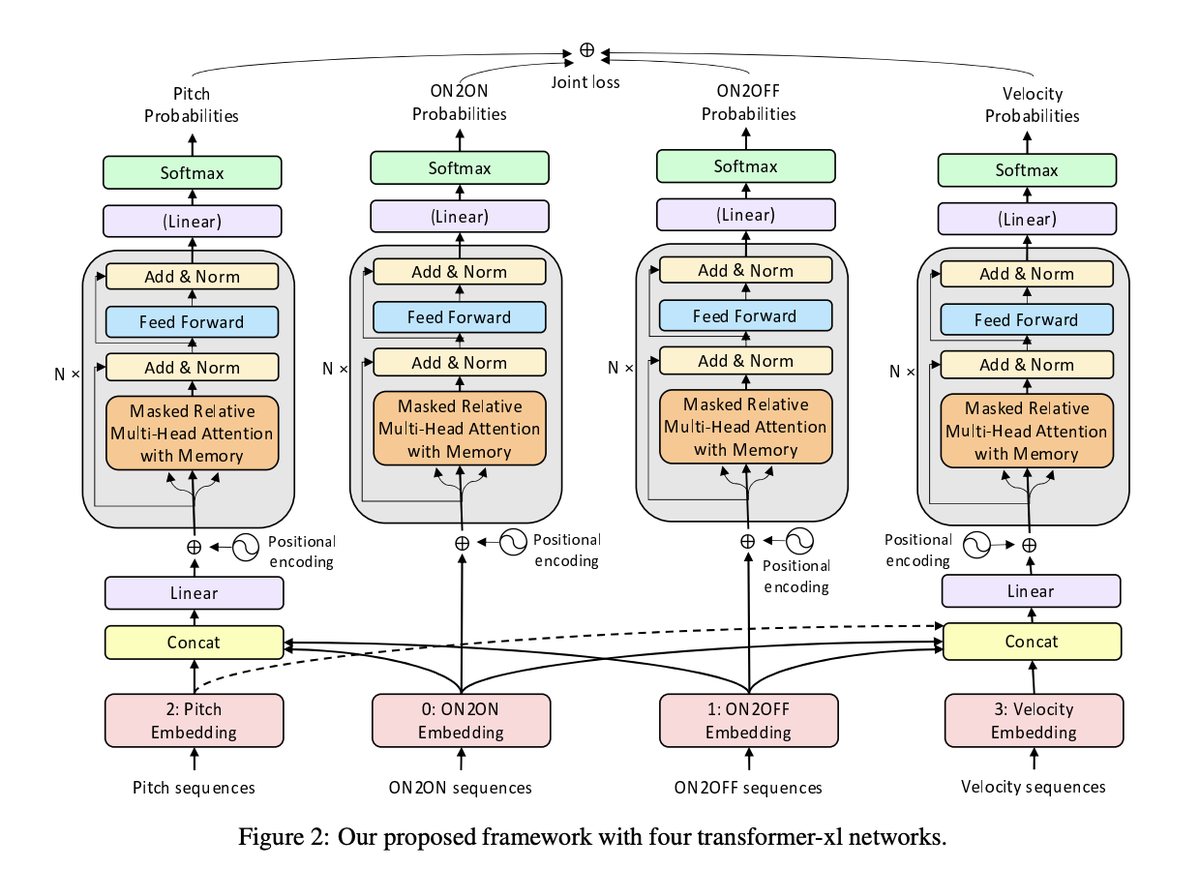 Joint loss
Pitch
Probabilities
ON2ON
Probabilities
ON2OFF
Probabilities
Velocity
Probabilities
Softmax
Softmax
Softmax
Softmax
(Linear)
(Linear)
(Linear)
(Linear)
Add & Norm
Add & Norm
Add & Norm
Add & Norm
Feed Forward
Feed Forward
Feed Forward
Feed Forward
Add & Norm
Add & Norm
Add & Norm
Add & Norm
N ×
N ×
N ×
N ×
Masked Relative
Multi-Head Attention
with Memory
Masked Relative
Multi-Head Attention
with Memory
Masked Relative
Multi-Head Attention
with Memory
Masked Relative
Multi-Head Attention
with Memory
Positional
encoding
Positional
encoding
Positional
encoding
Positional
encoding
Linear
Linear
Concat
Concat
2: Pitch
Embedding
0: ON2ON
Embedding
1: ON2OFF
Embedding
3: Velocity
Embedding
Pitch sequences
ON2ON sequences
ON2OFF sequences
Velocity sequences
Figure 2: Our proposed framework with four transformer-xl networks.